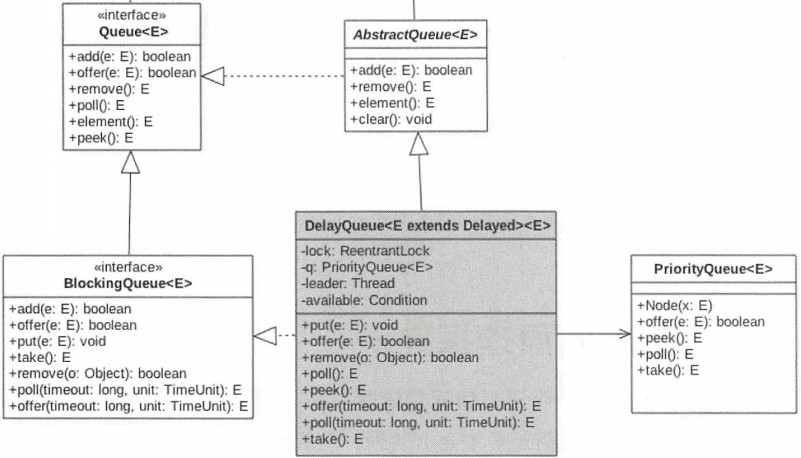 «interface»
Queue<E>
+add(e: E): boolean
+offer(e: E): boolean
+remove(): E
+poll(): E
+element(): E
+peek(): E
AbstractQueue<E>
+add(e: E): boolean
+remove(): E
+element(): E
+clear(): void
«interface»
BlockingQueue<E>
+add(e: E): boolean
+offer(e: E): boolean
+put(e: E): void
+take(): E
+remove(o: Object): boolean
+poll(timeout: long, unit: TimeUnit): E
+offer(timeout: long, unit: TimeUnit): E
DelayQueue<E extends Delayed><E>
-lock: ReentrantLock
-q: PriorityQueue<E>
-leader: Thread
-available: Condition
+put(e: E): void
+offer(e: E): boolean
+remove(o: Object): boolean
+poll(): E
+peek(): E
+offer(timeout: long, unit: TimeUnit): E
+poll(timeout: long, unit: TimeUnit): E
+take(): E
PriorityQueue<E>
+Node(x: E)
+offer(e: E): boolean
+peek(): E
+poll(): E
+take(): E